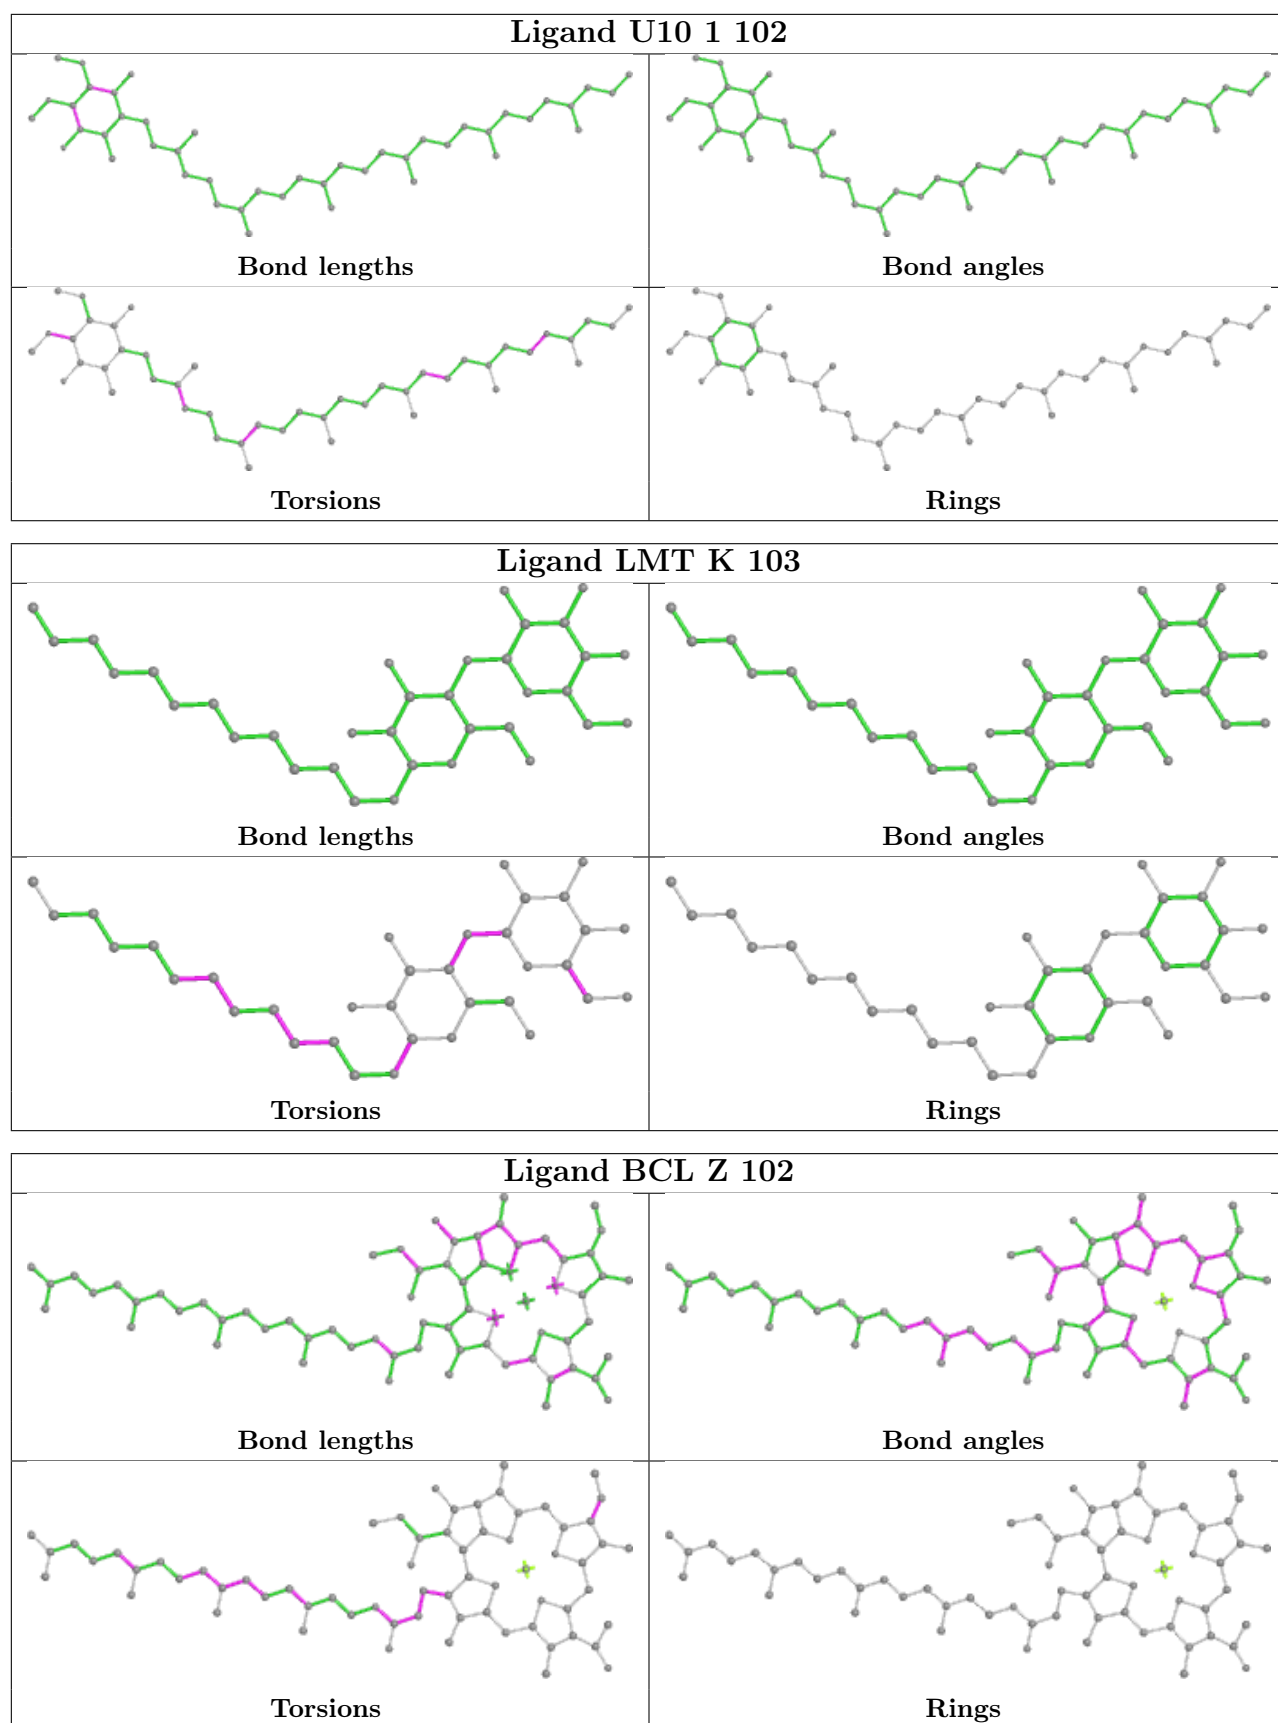 Ligand U10 1 102
Bond lengths
Bond angles
Torsions
Rings
Ligand LMT K 103
Bond lengths
Bond angles
Torsions
Rings
Ligand BCL Z 102
Bond lengths
Bond angles
Torsions
Rings